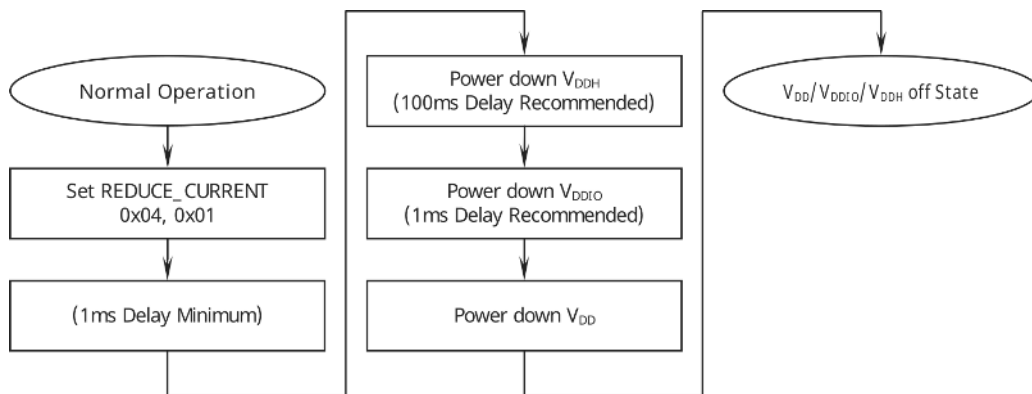 Normal Operation
Set REDUCE_CURRENT
0x04, 0x01
(1ms Delay Minimum)
Power down VDDH
(100ms Delay Recommended)
Power down VDDIO
(1ms Delay Recommended)
Power down VDD
VDD/VDDIO/VDDH off State